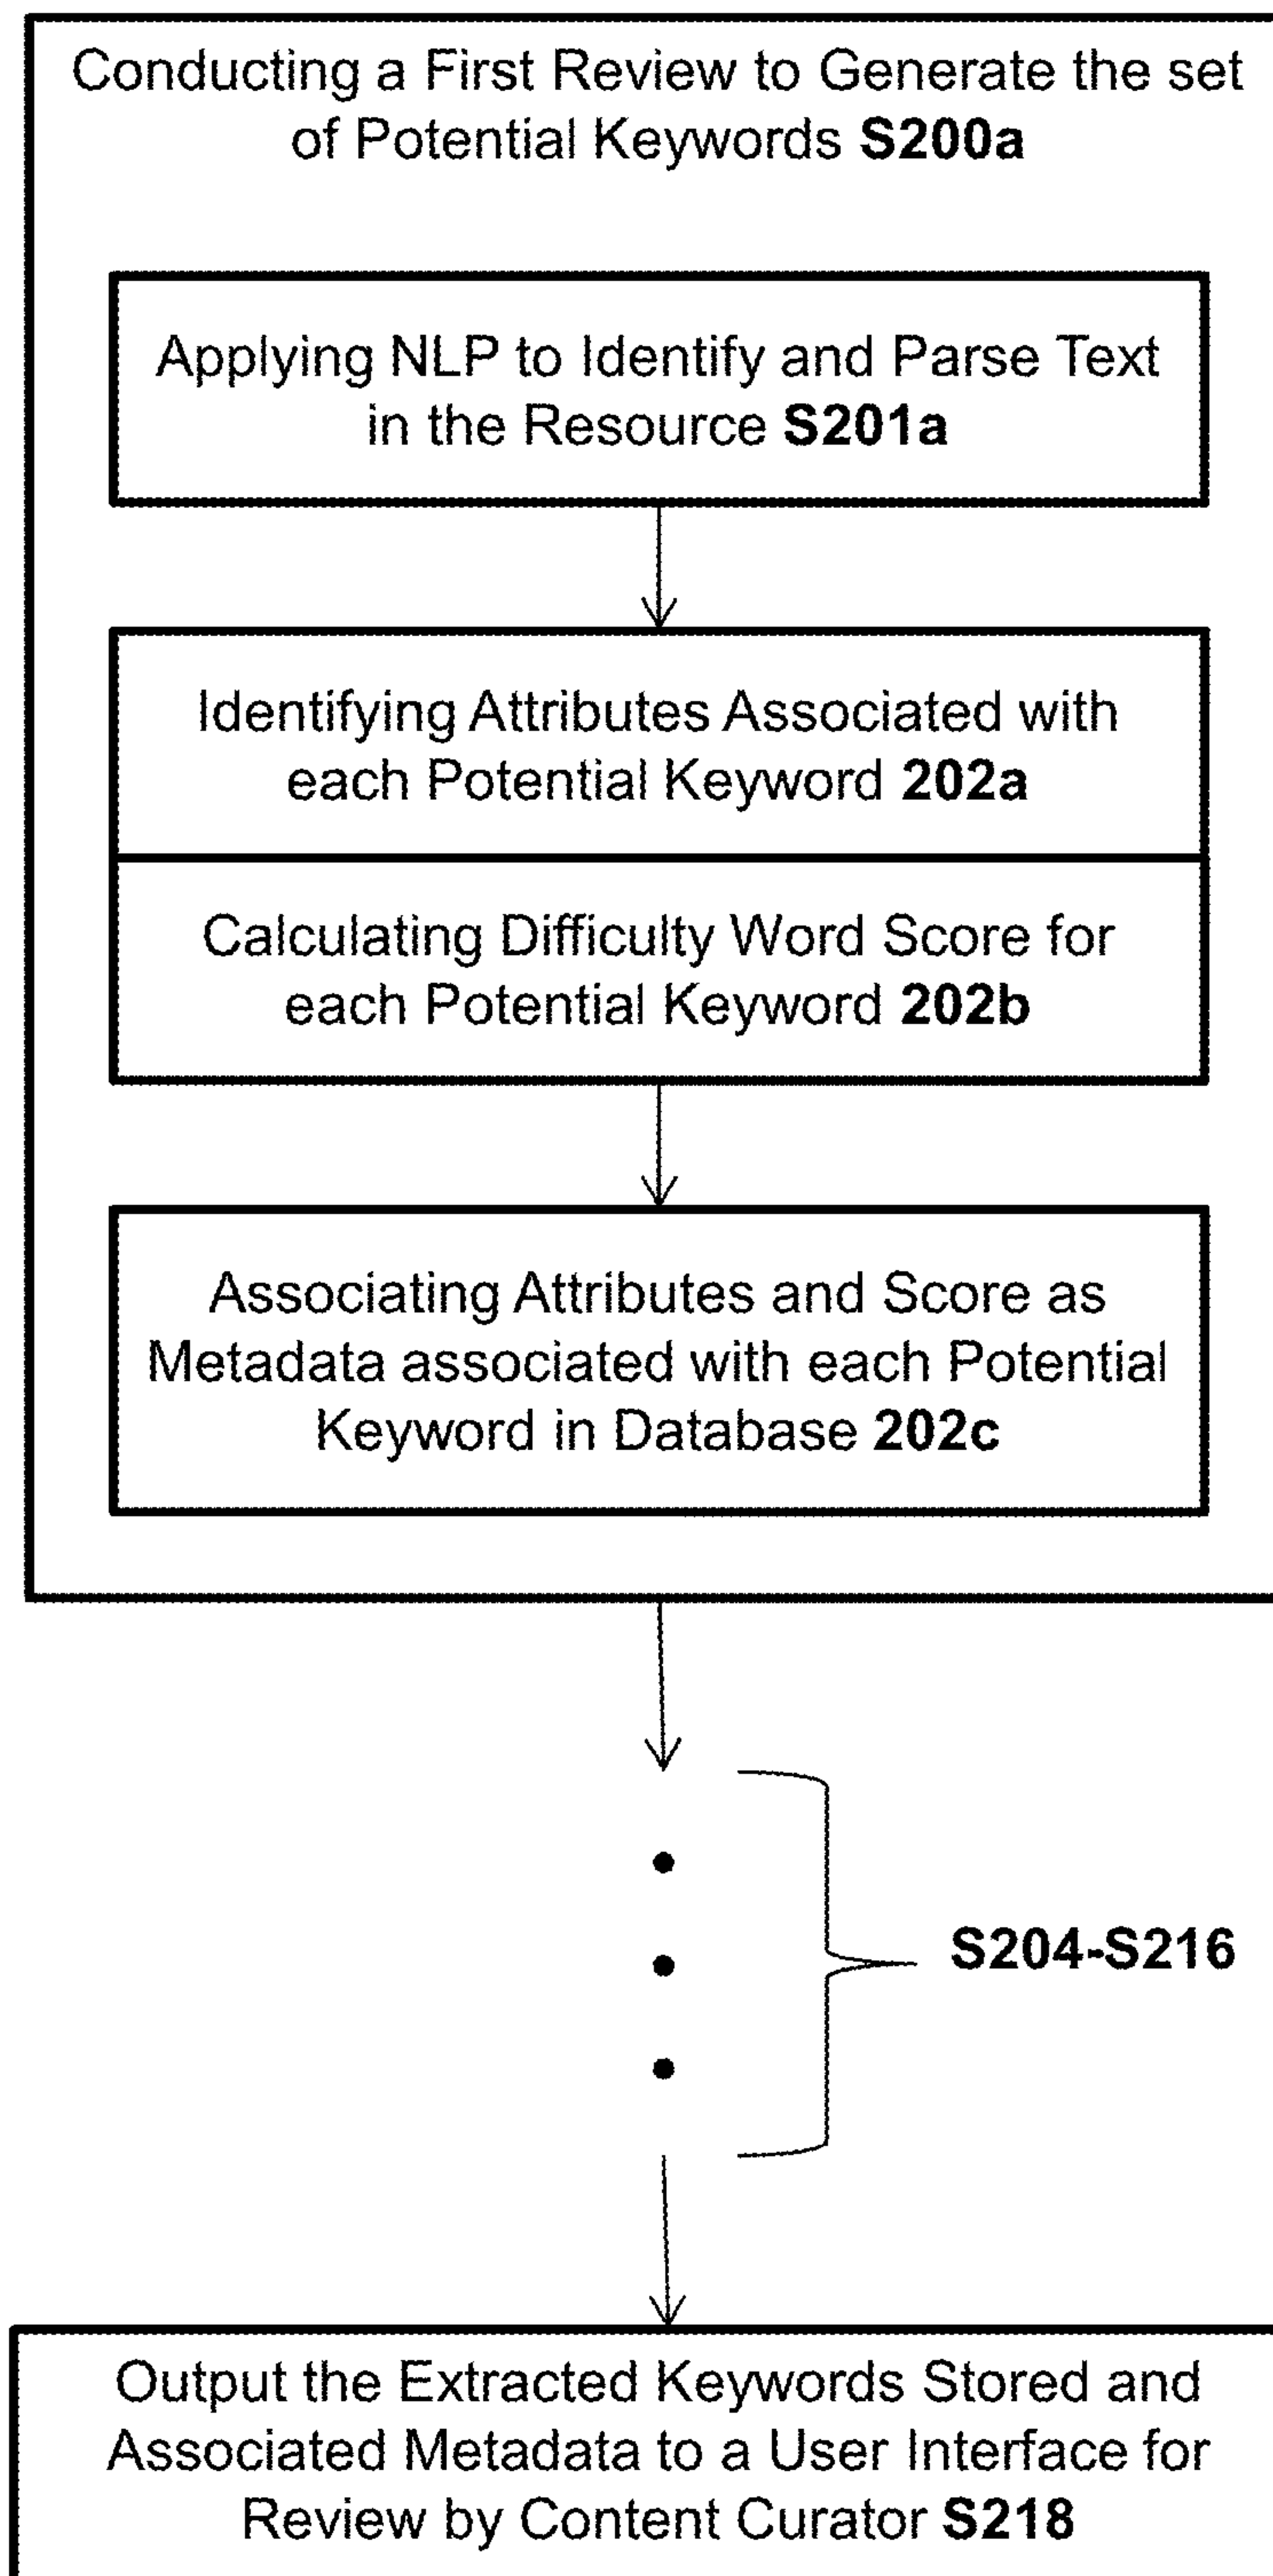 Conducting a First Review to Generate the set
of Potential Keywords S200a
Applying NLP to Identify and Parse Text
in the Resource S201a
Identifying Attributes Associated with
each Potential Keyword 202a
Calculating Difficulty Word Score for
each Potential Keyword 202b
Associating Attributes and Score as
Metadata associated with each Potential
Keyword in Database 202c
S204-S216
Output the Extracted Keywords Stored and
Associated Metadata to a User Interface for
Review by Content Curator S218